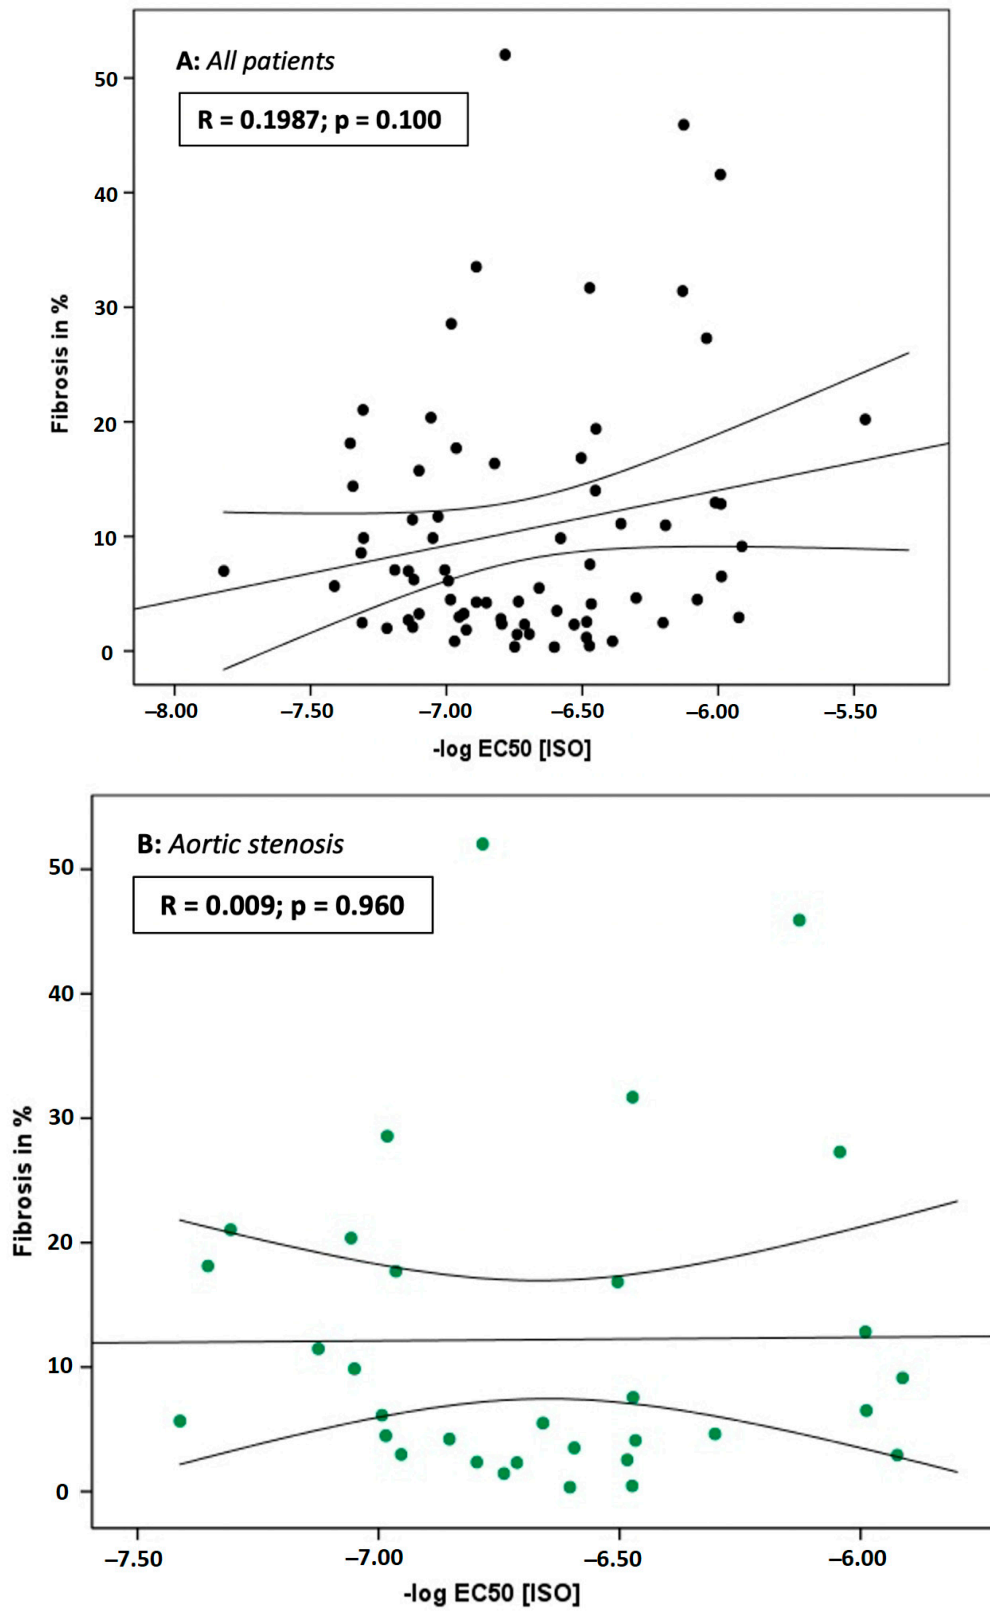 A: All patients
R = 0.1987; p = 0.100
50
40
30
20
10
0
Fibrosis in %
–8.00 –7.50 –7.00 –6.50 –6.00 –5.50
-log EC50 [ISO]
B: Aortic stenosis
R = 0.009; p = 0.960
50
40
30
20
10
0
Fibrosis in %
–7.50 –7.00 –6.50 –6.00
-log EC50 [ISO]